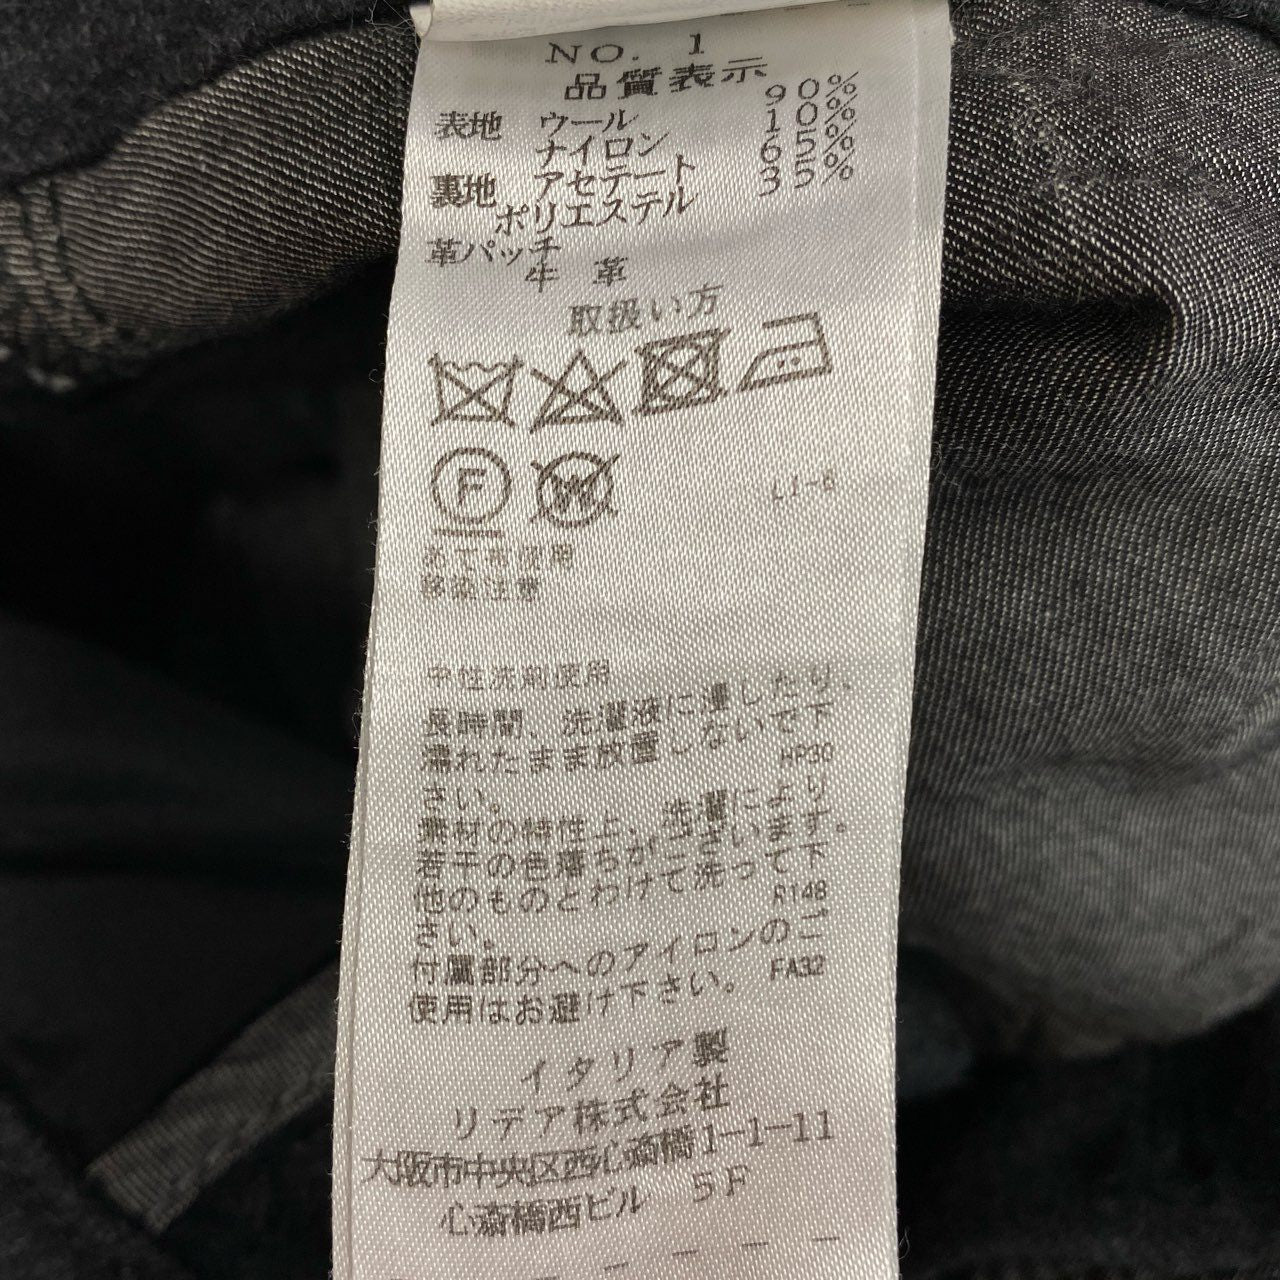 NO. 1
品質表示
表地 ウール 90%
ナイロン 10%
裏地 アセテート 65%
ポリエステル 35%
革パッチ
牛 革
取扱い方
F
W
LI-6
あて布使用
移染注意
中性洗剤使用
長時間、洗濯液に浸したり、
濡れたまま放置しないで下
さい。 HP30
素材の特性上、洗濯により
若干の色落ちがございます。
他のものとわけて洗って下
さい。 R148
付属部分へのアイロンのご
使用はお避け下さい。 FA32
イタリア製
リデア株式会社
大阪市中央区西心斎橋1-1-11
心斎橋西ビル 5F